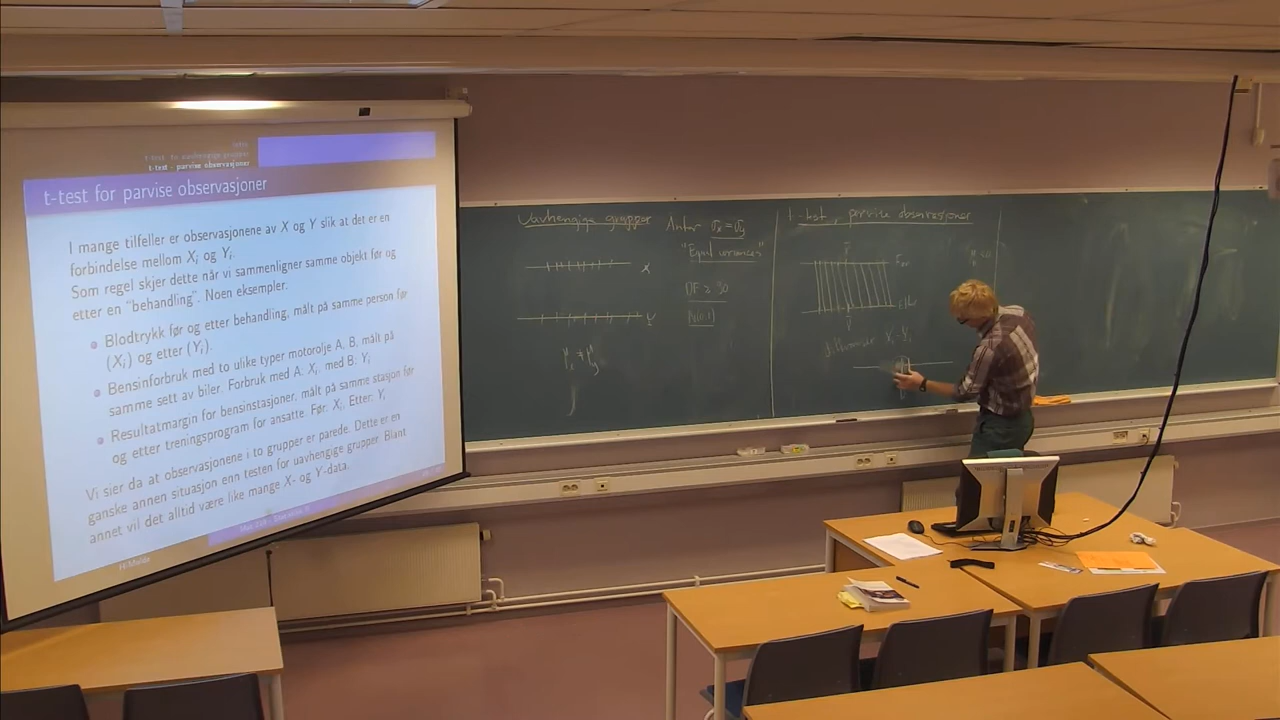 t-test - parvise observasjoner
t-test for parvise observasjoner
I mange tilfeller er observasjonene av X og Y slik at det er en
forbindelse mellom Xi og Yi.
Som regel skjer dette når vi sammenligner samme objekt før og
etter en "behandling". Noen eksempler:
Blodtrykk før og etter behandling, målt på samme person før
(Xi) og etter (Yi).
Bensinforbruk med to ulike typer motorolje A, B, målt på
samme sett av biler. Forbruk med A: Xi, med B: Yi
Resultatmargin for bensinstasjoner, målt på samme stasjon før
og etter treningsprogram for ansatte. Før: Xi. Etter: Yi
Vi sier da at observasjonene i to grupper er parede. Dette er en
ganske annen situasjon enn testen for uavhengige grupper. Blant
annet vil det alltid være like mange X- og Y-data.
HiMolde
Uavhengige grupper
Antar σx = σy
"Equal variances"
X
DF ≥ 30
Y
N(0,1)
t-test, parvise observasjoner
Før